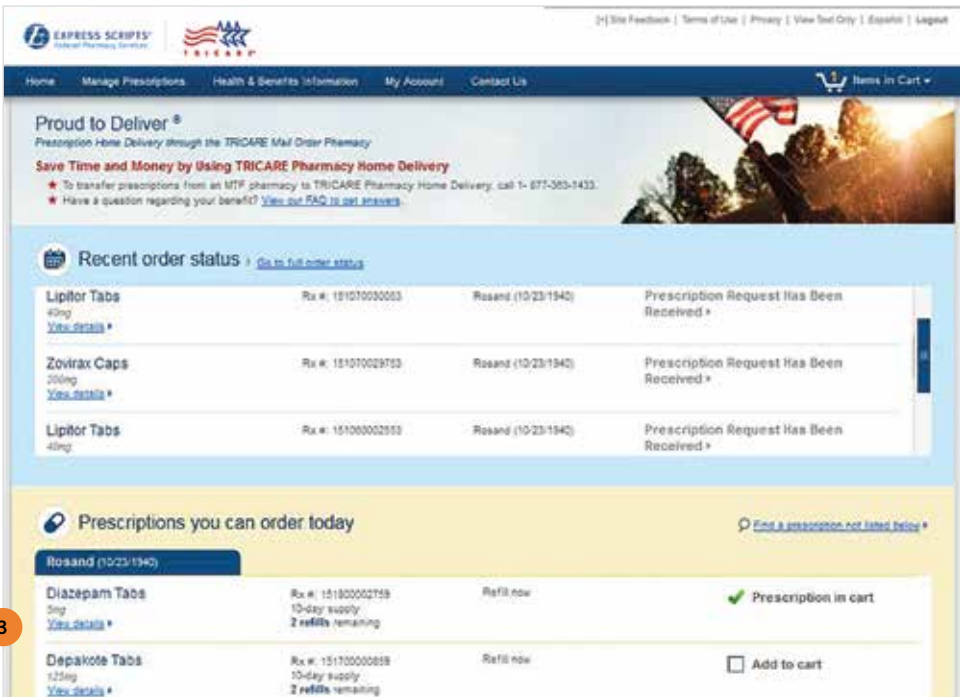 [+] Site Feedback | Terms of Use | Privacy | View Text Only | Español | Logout
EXPRESS SCRIPTS®
Federal Pharmacy Services
TRICARE
Home Manage Prescriptions Health & Benefits Information My Account Contact Us 1 Items in Cart
Proud to Deliver ®
Prescription Home Delivery through the TRICARE Mail Order Pharmacy
Save Time and Money by Using TRICARE Pharmacy Home Delivery
To transfer prescriptions from an MTF pharmacy to TRICARE Pharmacy Home Delivery, call 1- 877-363-1433.
Have a question regarding your benefit? View our FAQ to get answers.
Recent order status › Go to full order status
Lipitor Tabs Rx #: Rosand (10/23/1940) Prescription Request Has Been
40mg Received ›
View details
Zovirax Caps Rx #: 151070029753 Rosand (10/23/1940) Prescription Request Has Been
200mg Received ›
View details
Lipitor Tabs Rx #: Rosand (10/23/1940) Prescription Request Has Been
40mg Received ›
Prescriptions you can order today Find a prescription not listed below
Rosand (10/23/1940)
Diazepam Tabs Rx #: 151800002759 Refill now Prescription in cart
5mg 10-day supply
View details 2 refills remaining
3
Depakote Tabs Rx #: Refill now Add to cart
125mg 10-day supply
View details 2 refills remaining